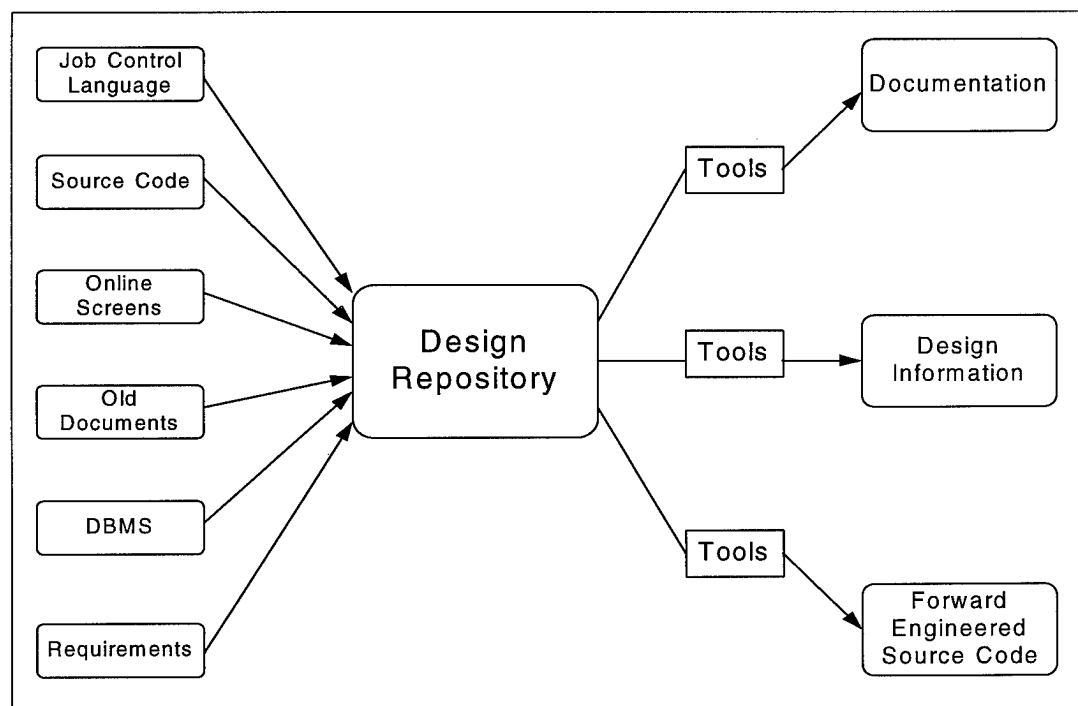 Job Control
Language
Source Code
Online
Screens
Old
Documents
DBMS
Requirements
Design
Repository
Tools
Tools
Tools
Documentation
Design
Information
Forward
Engineered
Source Code